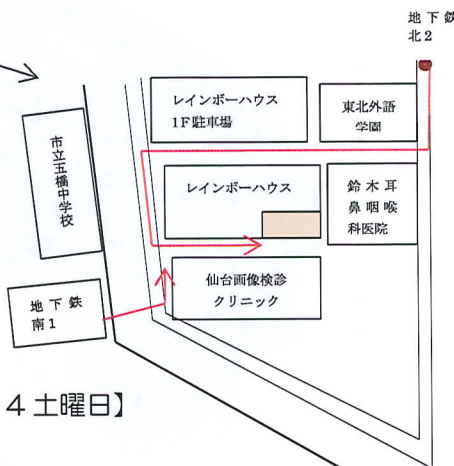 地下鉄
北2
レインボーハウス
1F駐車場
東北外語
学園
市立五橋中学校
レインボーハウス
鈴木耳
鼻咽喉
科医院
仙台画像検診
クリニック
地下鉄
南1
4土曜日】